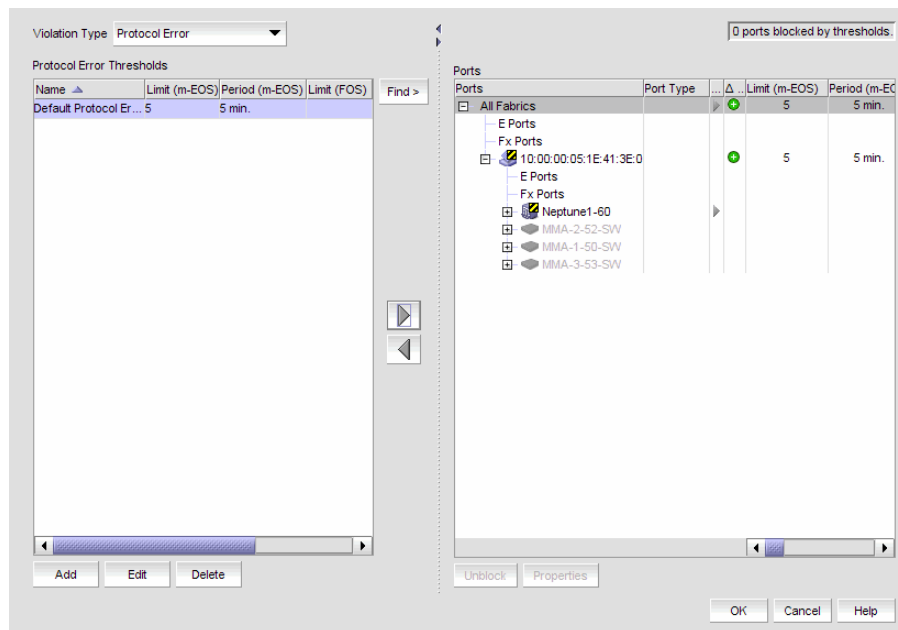 Violation Type Protocol Error
0 ports blocked by thresholds.
Protocol Error Thresholds
Name Limit (m-EOS) Period (m-EOS) Limit (FOS)
Default Protocol Er... 5 5 min.
Find >
Ports
Ports Port Type ... Δ .. Limit (m-EOS) Period (m-EO
All Fabrics 5 5 min.
E Ports
Fx Ports
10:00:00:05:1E:41:3E:0 5 5 min.
E Ports
Fx Ports
Neptune1-60
MMA-2-52-SW
MMA-1-50-SW
MMA-3-53-SW
Add Edit Delete
Unblock Properties
OK Cancel Help